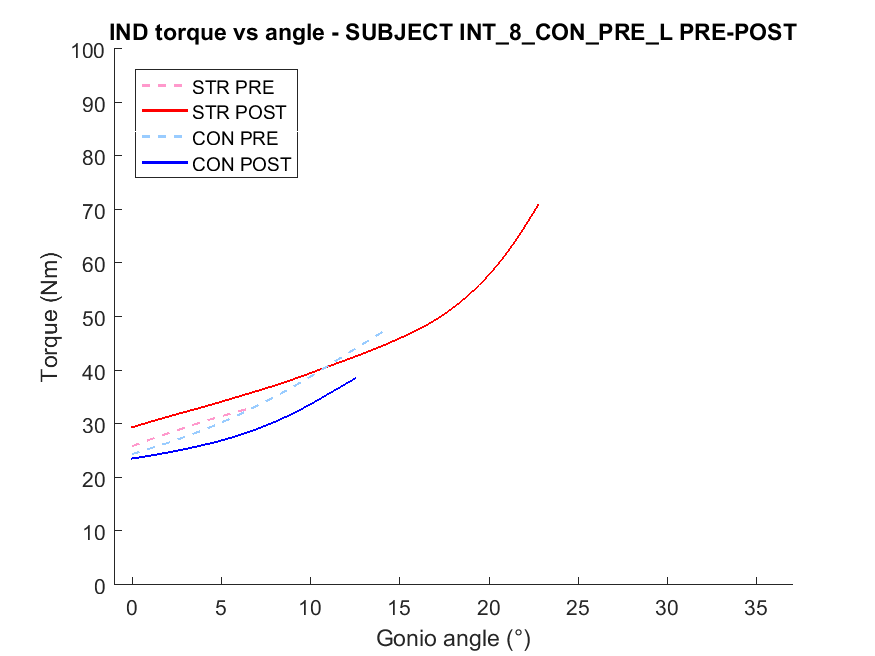 IND torque vs angle - SUBJECT INT_8_CON_PRE_L PRE-POST
STR PRE
STR POST
CON PRE
CON POST
100
90
80
70
60
50
40
30
20
10
0
Torque (Nm)
0 5 10 15 20 25 30 35
Gonio angle (°)